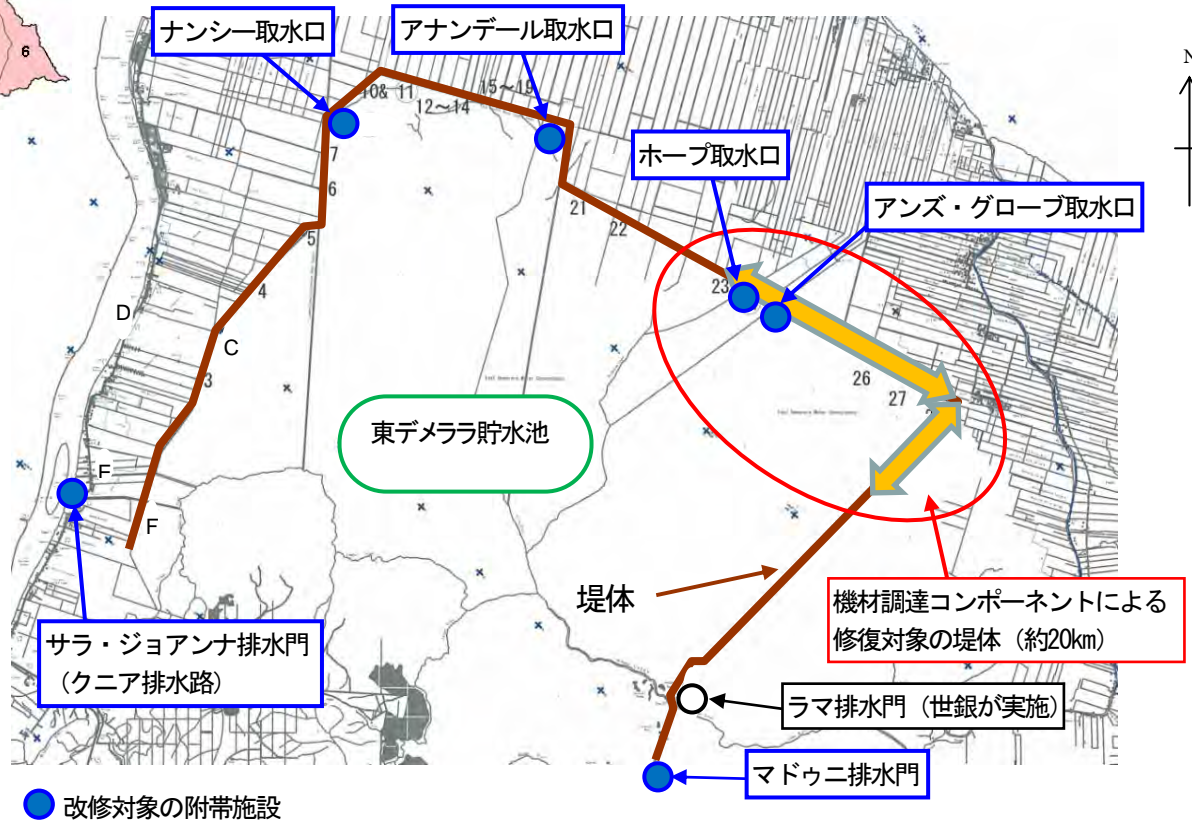 6
ナンシー取水口
アナンデール取水口
N
10& 11
12～14
15～19
ホープ取水口
7
6
アンズ・グローブ取水口
21
22
5
23
4
D
C
3
26
27
東デメララ貯水池
F
堤体
機材調達コンポーネントによる
修復対象の堤体（約20km）
サラ・ジョアンナ排水門
（クニア排水路）
ラマ排水門（世銀が実施）
マドゥニ排水門
改修対象の附帯施設